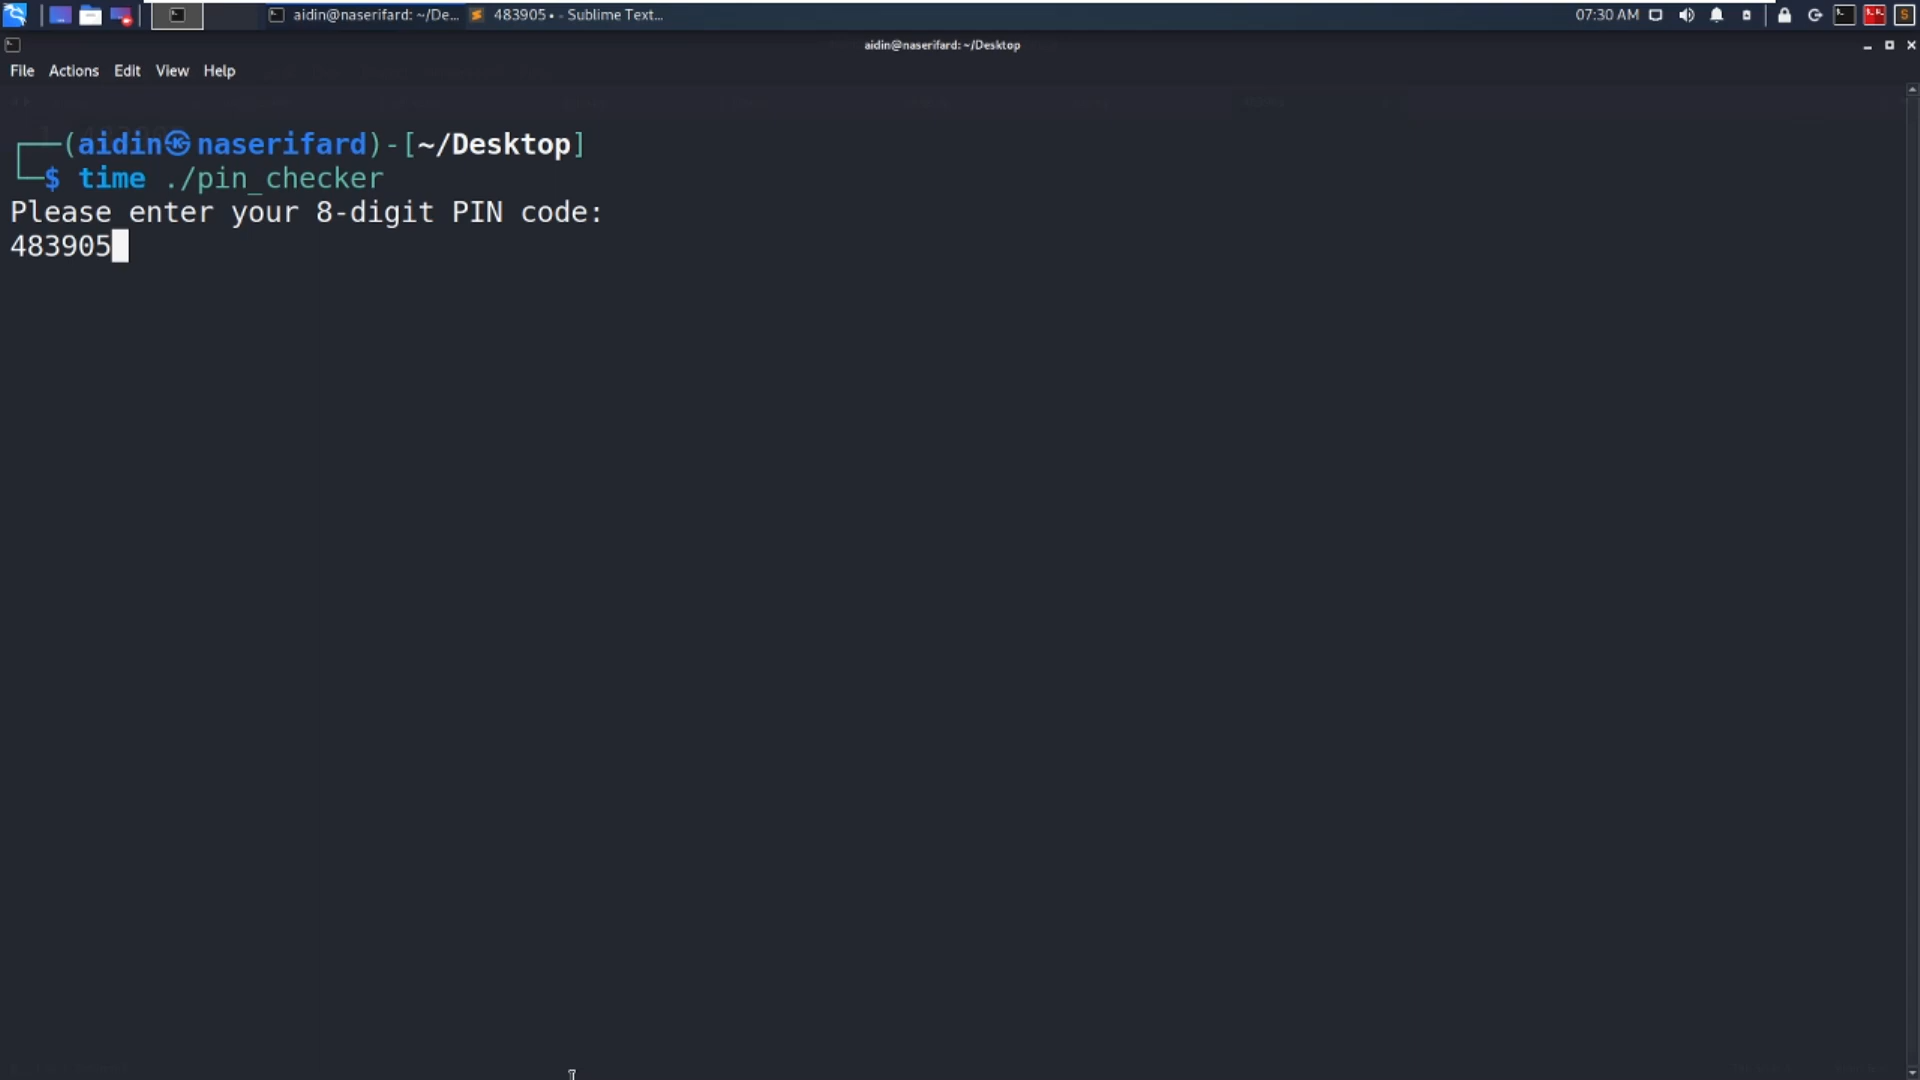 aidin@naserifard: ~/De... 483905• - Sublime Text... 07:30 AM
aidin@naserifard: ~/Desktop
File Actions Edit View Help
┌──(aidin㉿naserifard)-[~/Desktop]
└─$ time ./pin_checker
Please enter your 8-digit PIN code:
483905